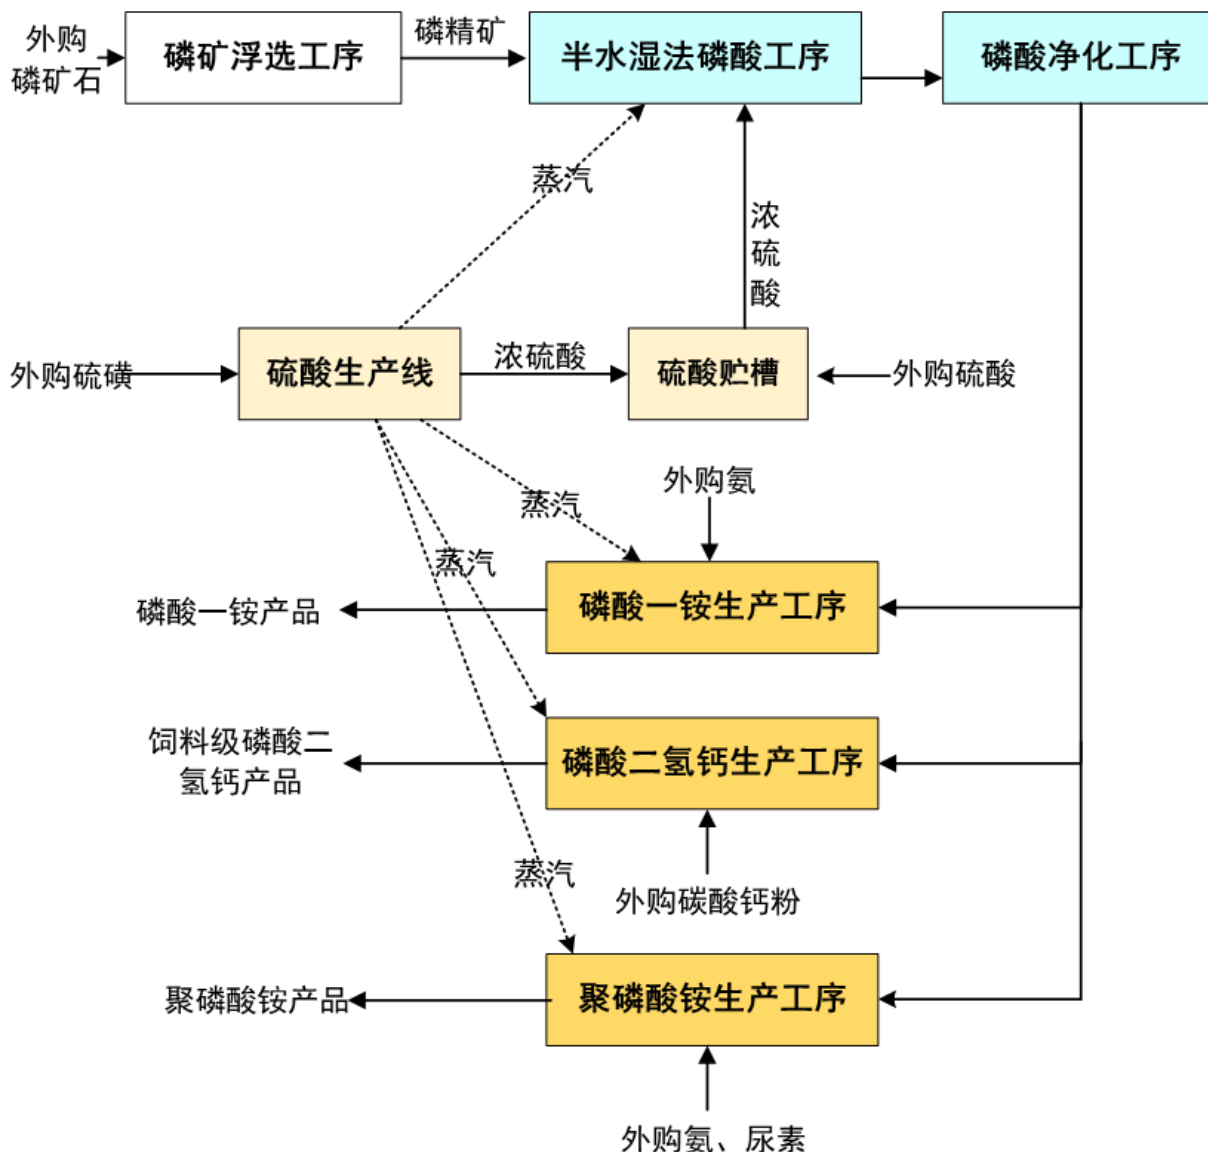 外购
磷矿石
磷矿浮选工序
磷精矿
半水湿法磷酸工序
磷酸净化工序
蒸汽
浓
硫
酸
外购硫磺
硫酸生产线
浓硫酸
硫酸贮槽
外购硫酸
外购氨
蒸汽
蒸汽
磷酸一铵产品
磷酸一铵生产工序
饲料级磷酸二
氢钙产品
磷酸二氢钙生产工序
蒸汽
外购碳酸钙粉
聚磷酸铵产品
聚磷酸铵生产工序
外购氨、尿素